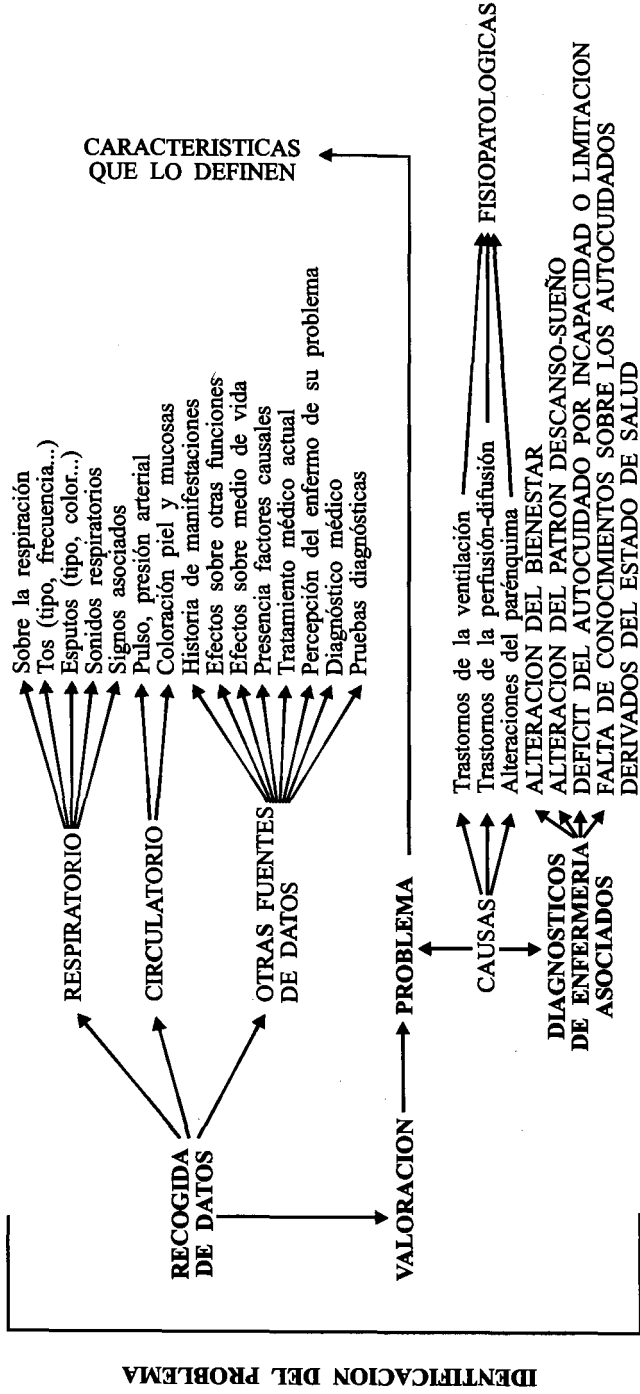 IDENTIFICACION DEL PROBLEMA
RECOGIDA
DE DATOS
RESPIRATORIO
Sobre la respiración
Tos (tipo, frecuencia...)
Esputos (tipo, color...)
Sonidos respiratorios
Signos asociados
CIRCULATORIO
Pulso, presión arterial
Coloración piel y mucosas
OTRAS FUENTES
DE DATOS
Historia de manifestaciones
Efectos sobre otras funciones
Efectos sobre medio de vida
Presencia factores causales
Tratamiento médico actual
Percepción del enfermo de su problema
Diagnóstico médico
Pruebas diagnósticas
VALORACION
PROBLEMA
CARACTERISTICAS
QUE LO DEFINEN
CAUSAS
Trastornos de la ventilación
Trastornos de la perfusión-difusión
Alteraciones del parénquima
FISIOPATOLOGICAS
DIAGNOSTICOS
DE ENFERMERIA
ASOCIADOS
ALTERACION DEL BIENESTAR
ALTERACION DEL PATRON DESCANSO-SUEÑO
DEFICIT DEL AUTOCUIDADO POR INCAPACIDAD O LIMITACION
FALTA DE CONOCIMIENTOS SOBRE LOS AUTOCUIDADOS
DERIVADOS DEL ESTADO DE SALUD